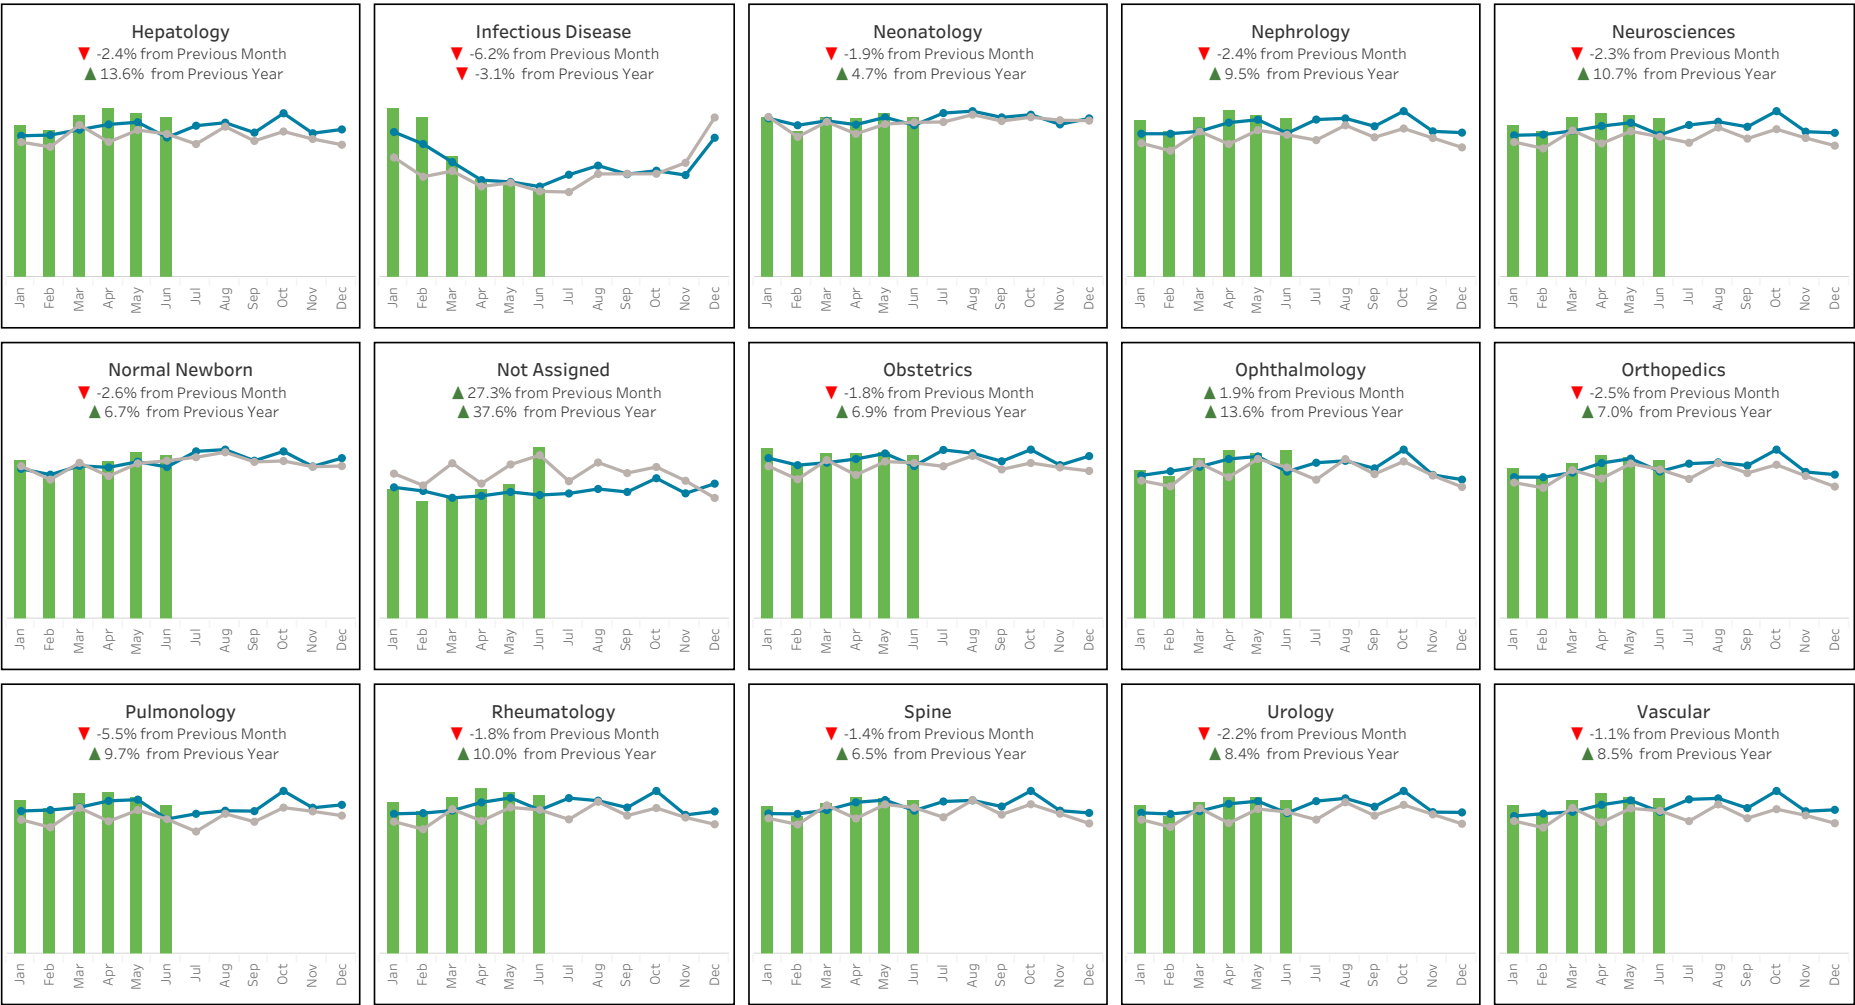 Hepatology
▼ -2.4% from Previous Month
▲ 13.6% from Previous Year
Jan Feb Mar Apr May Jun Jul Aug Sep Oct Nov Dec
Infectious Disease
▼ -6.2% from Previous Month
▼ -3.1% from Previous Year
Jan Feb Mar Apr May Jun Jul Aug Sep Oct Nov Dec
Neonatology
▼ -1.9% from Previous Month
▲ 4.7% from Previous Year
Jan Feb Mar Apr May Jun Jul Aug Sep Oct Nov Dec
Nephrology
▼ -2.4% from Previous Month
▲ 9.5% from Previous Year
Jan Feb Mar Apr May Jun Jul Aug Sep Oct Nov Dec
Neurosciences
▼ -2.3% from Previous Month
▲ 10.7% from Previous Year
Jan Feb Mar Apr May Jun Jul Aug Sep Oct Nov Dec
Normal Newborn
▼ -2.6% from Previous Month
▲ 6.7% from Previous Year
Jan Feb Mar Apr May Jun Jul Aug Sep Oct Nov Dec
Not Assigned
▲ 27.3% from Previous Month
▲ 37.6% from Previous Year
Jan Feb Mar Apr May Jun Jul Aug Sep Oct Nov Dec
Obstetrics
▼ -1.8% from Previous Month
▲ 6.9% from Previous Year
Jan Feb Mar Apr May Jun Jul Aug Sep Oct Nov Dec
Ophthalmology
▲ 1.9% from Previous Month
▲ 13.6% from Previous Year
Jan Feb Mar Apr May Jun Jul Aug Sep Oct Nov Dec
Orthopedics
▼ -2.5% from Previous Month
▲ 7.0% from Previous Year
Jan Feb Mar Apr May Jun Jul Aug Sep Oct Nov Dec
Pulmonology
▼ -5.5% from Previous Month
▲ 9.7% from Previous Year
Jan Feb Mar Apr May Jun Jul Aug Sep Oct Nov Dec
Rheumatology
▼ -1.8% from Previous Month
▲ 10.0% from Previous Year
Jan Feb Mar Apr May Jun Jul Aug Sep Oct Nov Dec
Spine
▼ -1.4% from Previous Month
▲ 6.5% from Previous Year
Jan Feb Mar Apr May Jun Jul Aug Sep Oct Nov Dec
Urology
▼ -2.2% from Previous Month
▲ 8.4% from Previous Year
Jan Feb Mar Apr May Jun Jul Aug Sep Oct Nov Dec
Vascular
▼ -1.1% from Previous Month
▲ 8.5% from Previous Year
Jan Feb Mar Apr May Jun Jul Aug Sep Oct Nov Dec